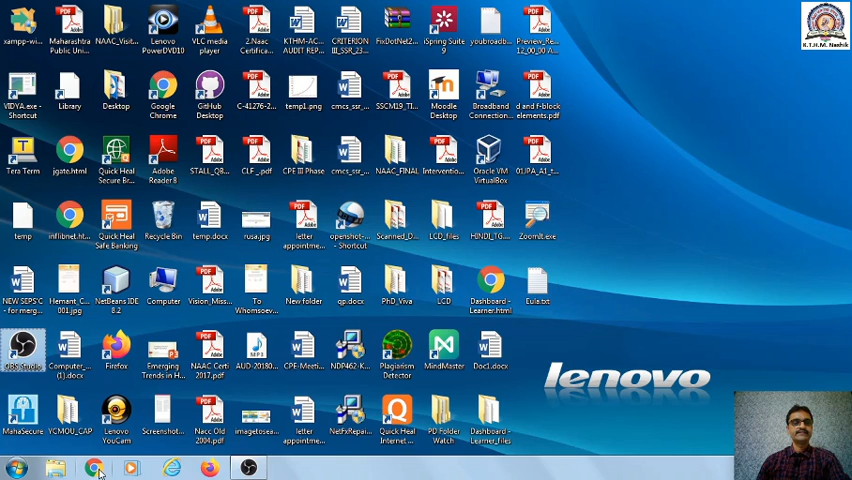 xampp-wi...
Maharashtra
Public Uni...
NAAC_Visit...
Lenovo
PowerDVD10
VLC media
player
2.Naac
Certifica...
KTHM-AC
AUDIT REP...
CRITERION
III_SSR_23...
FixDotNet2...
iSpring Suite
9
youbroadb...
Preview_Re...
12_00_00 A...
K.T.H.M. Nashik
VIDYA.exe -
Shortcut
Library
Desktop
Google
Chrome
GitHub
Desktop
C-41276-2...
temp1.png
cmcs_ssr_...
SSCM19_TI...
Moodle
Desktop
Broadband
Connection...
d and f-block
elements.pdf
Tera Term
jgate.html
Quick Heal
Secure Br...
Adobe
Reader 8
STALL_QB...
CLF_.pdf
CPE III Phase
cmcs_ssr_...
NAAC_FINAL
Interventio...
Oracle VM
VirtualBox
01JPA_A1_t...
temp
inflibnet.ht...
Quick Heal
Safe Banking
Recycle Bin
temp.docx
rusa.jpg
letter
appointme...
openshot-...
- Shortcut
Scanned_D...
LCD_files
HINDI_TG...
ZoomIt.exe
NEW SEPS'C
- for merg...
Hemant_C...
001.jpg
NetBeans IDE
8.2
Computer
Vision_Miss...
To
Whomsoev...
New folder
qp.docx
PhD_Viva
LCD
Dashboard -
Learner.html
Eula.txt
OBS Studio
Computer_...
(1).docx
Firefox
Emerging
Trends in H...
NAAC Certi
2017.pdf
AUD-20180...
CPE-Meeti...
NDP462-K...
Plagiarism
Detector
MindMaster
Doc1.docx
lenovo
MahaSecure
YCMOU_CAP
Lenovo
YouCam
Screenshot...
Nacc Old
2004.pdf
imagetosea...
letter
appointme...
NetFxRepai...
Quick Heal
Internet ...
PD Folder
Watch
Dashboard -
Learner_files